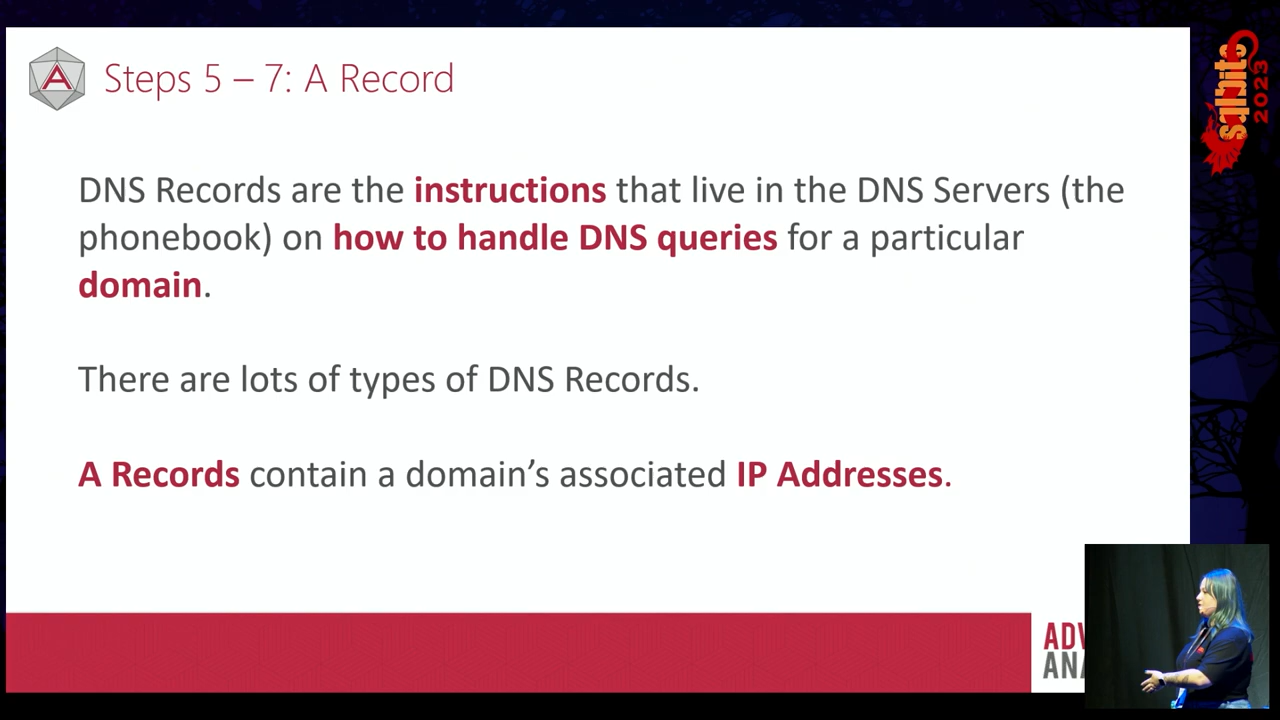 A
Steps 5 – 7: A Record
sqlbits
2023
DNS Records are the instructions that live in the DNS Servers (the
phonebook) on how to handle DNS queries for a particular
domain.
There are lots of types of DNS Records.
A Records contain a domain’s associated IP Addresses.